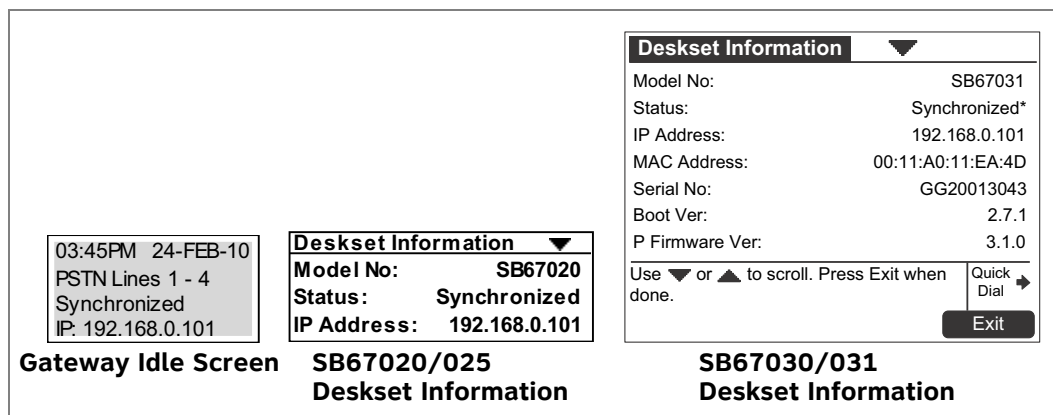 03:45PM 24-FEB-10
PSTN Lines 1 - 4
Synchronized
IP: 192.168.0.101
Gateway Idle Screen
Deskset Information
Model No: SB67020
Status: Synchronized
IP Address: 192.168.0.101
SB67020/025
Deskset Information
Deskset Information
Model No: SB67031
Status: Synchronized*
IP Address: 192.168.0.101
MAC Address: 00:11:A0:11:EA:4D
Serial No: GG20013043
Boot Ver: 2.7.1
P Firmware Ver: 3.1.0
Use ▼ or ▲ to scroll. Press Exit when
done.
Quick
Dial
Exit
SB67030/031
Deskset Information